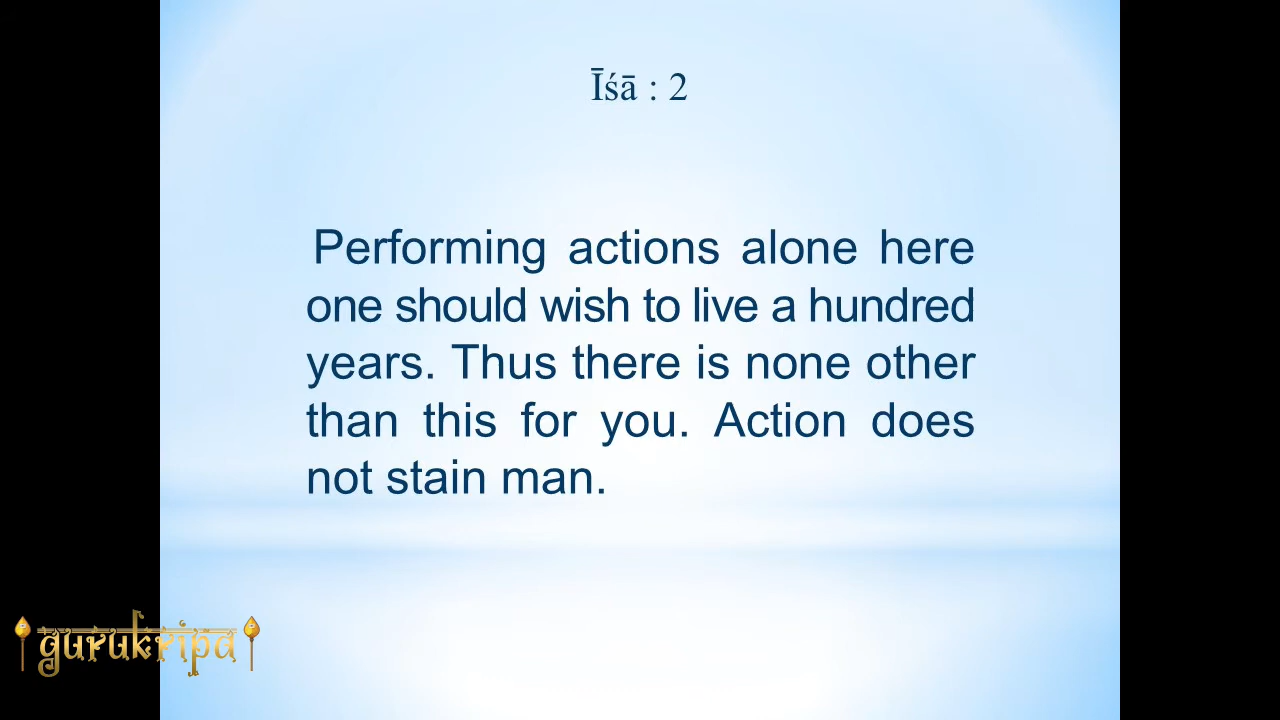 Īśā : 2
Performing actions alone here
one should wish to live a hundred
years. Thus there is none other
than this for you. Action does
not stain man.
gurukripa